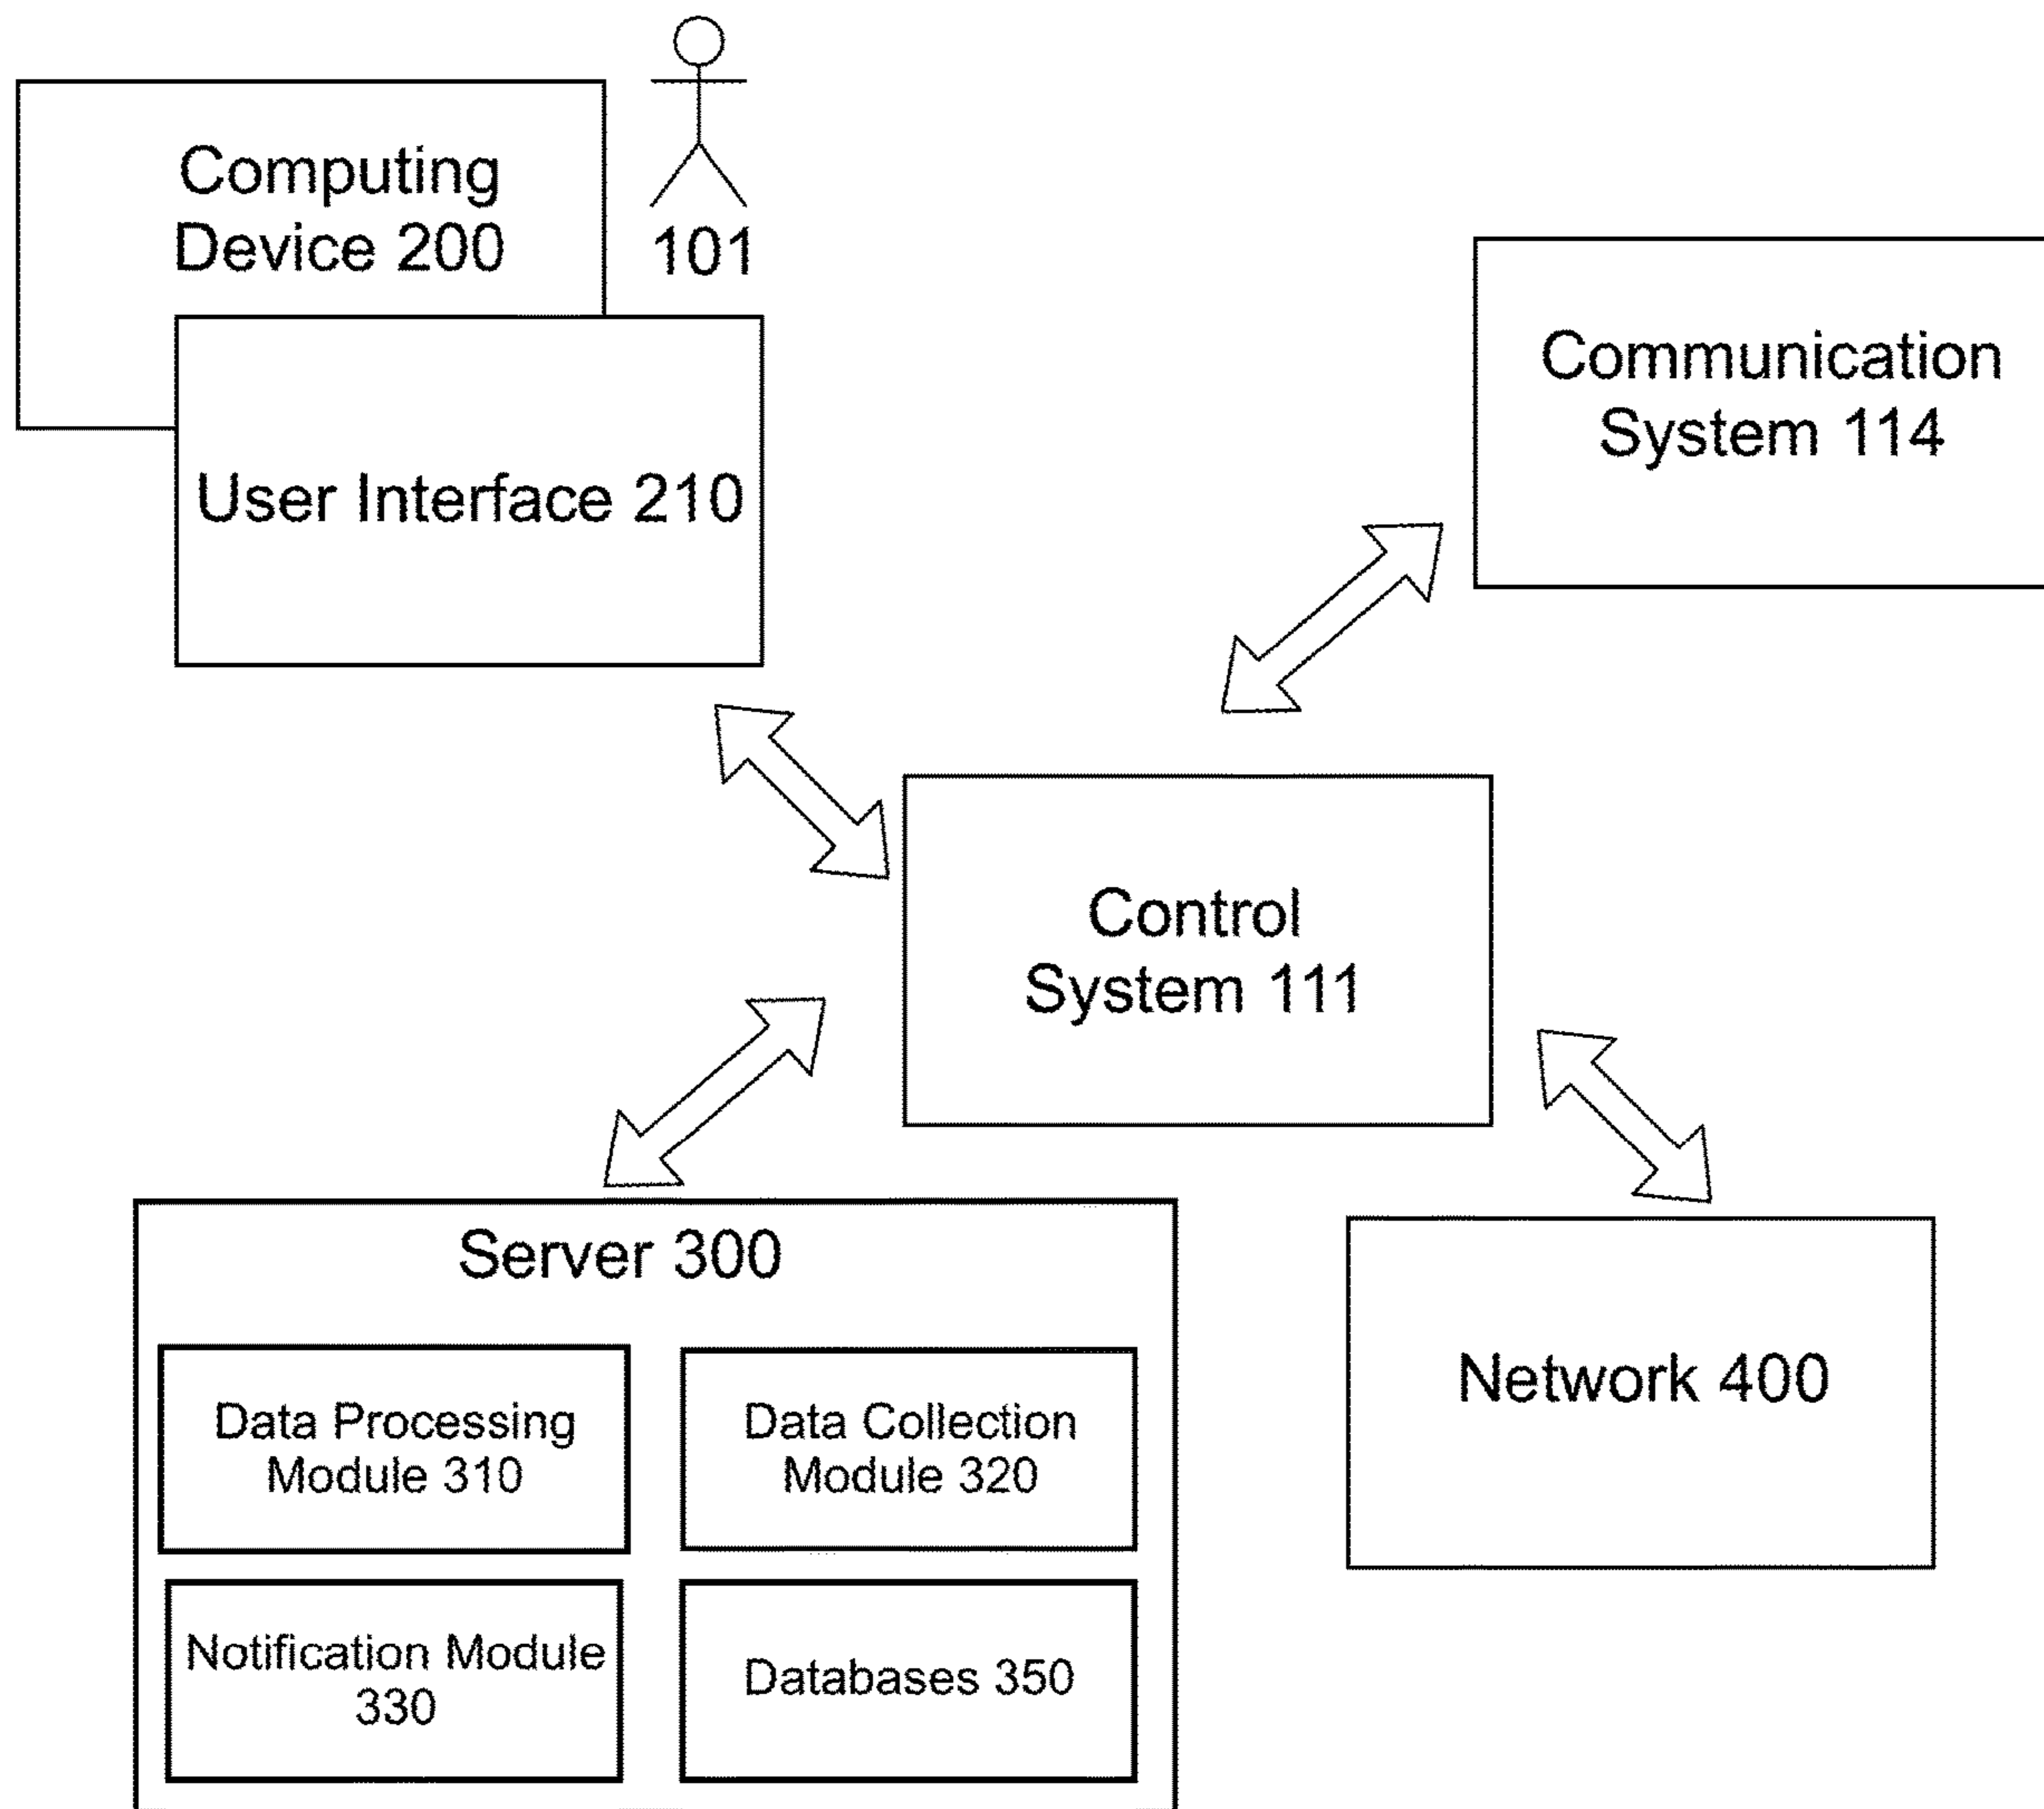 Computing
Device 200
101
User Interface 210
Communication
System 114
Control
System 111
Server 300
Data Processing
Module 310
Data Collection
Module 320
Notification Module
330
Databases 350
Network 400